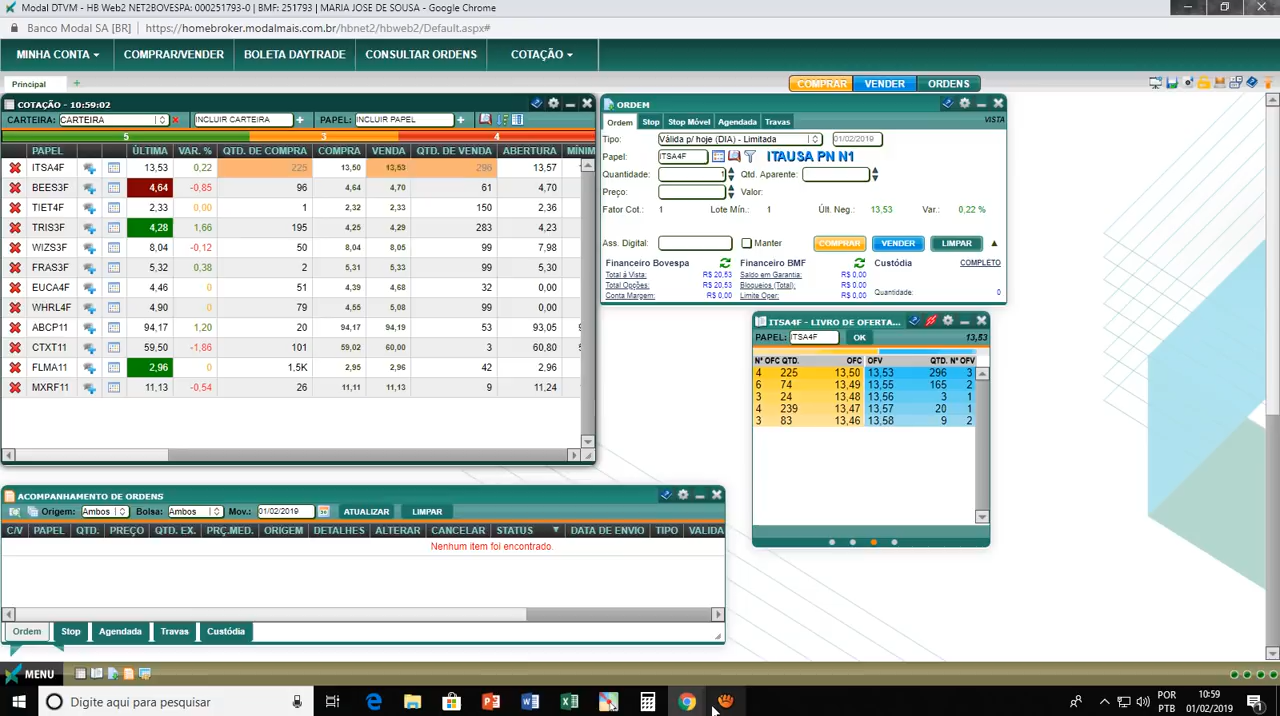 Modal DTVM - HB Web2 NET2BOVESPA: 000251793-0 | BMF: 251793 | MARIA JOSE DE SOUSA - Google Chrome
Banco Modal SA [BR] https://homebroker.modalmais.com.br/hbnet2/hbweb2/Default.aspx#
MINHA CONTA COMPRAR/VENDER BOLETA DAYTRADE CONSULTAR ORDENS COTAÇÃO
Principal + COMPRAR VENDER ORDENS
COTAÇÃO - 10:59:02
CARTEIRA: CARTEIRA INCLUIR CARTEIRA PAPEL: INCLUIR PAPEL
5 3 4
PAPEL ÚLTIMA VAR. % QTD. DE COMPRA COMPRA VENDA QTD. DE VENDA ABERTURA MÍNIM
ITSA4F 13,53 0,22 225 13,50 13,53 296 13,57
BEES3F 4,64 -0,85 96 4,64 4,70 61 4,70
TIET4F 2,33 0,00 1 2,32 2,33 150 2,36
TRIS3F 4,28 1,66 195 4,25 4,29 283 4,23
WIZS3F 8,04 -0,12 50 8,04 8,05 99 7,98
FRAS3F 5,32 0,38 2 5,31 5,33 99 5,30
EUCA4F 4,46 0 51 4,39 4,68 32 0,00
WHRL4F 4,90 0 79 4,55 5,08 99 0,00
ABCP11 94,17 1,20 20 94,17 94,19 53 93,05
CTXT11 59,50 -1,86 101 59,02 60,00 3 60,80
FLMA11 2,96 0 1.5K 2,95 2,96 42 2,96
MXRF11 11,13 -0,54 26 11,11 11,13 9 11,24
ORDEM
Ordem Stop Stop Móvel Agendada Travas VISTA
Tipo: Válida p/ hoje (DIA) - Limitada 01/02/2019
Papel: ITSA4F ITAUSA PN N1
Quantidade: 1 Qtd. Aparente:
Preço: Valor:
Fator Cot.: 1 Lote Mín.: 1 Últ. Neg.: 13,53 Var.: 0,22 %
Ass. Digital: Manter COMPRAR VENDER LIMPAR
Financeiro Bovespa Financeiro BMF Custódia COMPLETO
Total à Vista: R$ 20,53 Saldo em Garantia: R$ 0,00
Total Opções: R$ 20,53 Bloqueios (Total): R$ 0,00 Quantidade: 0
Conta Margem: R$ 0,00 Limite Oper: R$ 0,00
ITSA4F - LIVRO DE OFERTA...
PAPEL: ITSA4F OK 13,53
Nº OFC QTD. OFC OFV QTD. Nº OFV
4 225 13,50 13,53 296 3
6 74 13,49 13,55 165 2
3 24 13,48 13,56 3 1
4 239 13,47 13,57 20 1
3 83 13,46 13,58 9 2
ACOMPANHAMENTO DE ORDENS
Origem: Ambos Bolsa: Ambos Mov.: 01/02/2019 ATUALIZAR LIMPAR
C/V PAPEL QTD. PREÇO QTD. EX. PRÇ.MED. ORIGEM DETALHES ALTERAR CANCELAR STATUS DATA DE ENVIO TIPO VALIDA
Nenhum item foi encontrado.
Ordem Stop Agendada Travas Custódia
MENU
Digite aqui para pesquisar
POR 10:59
PTB 01/02/2019